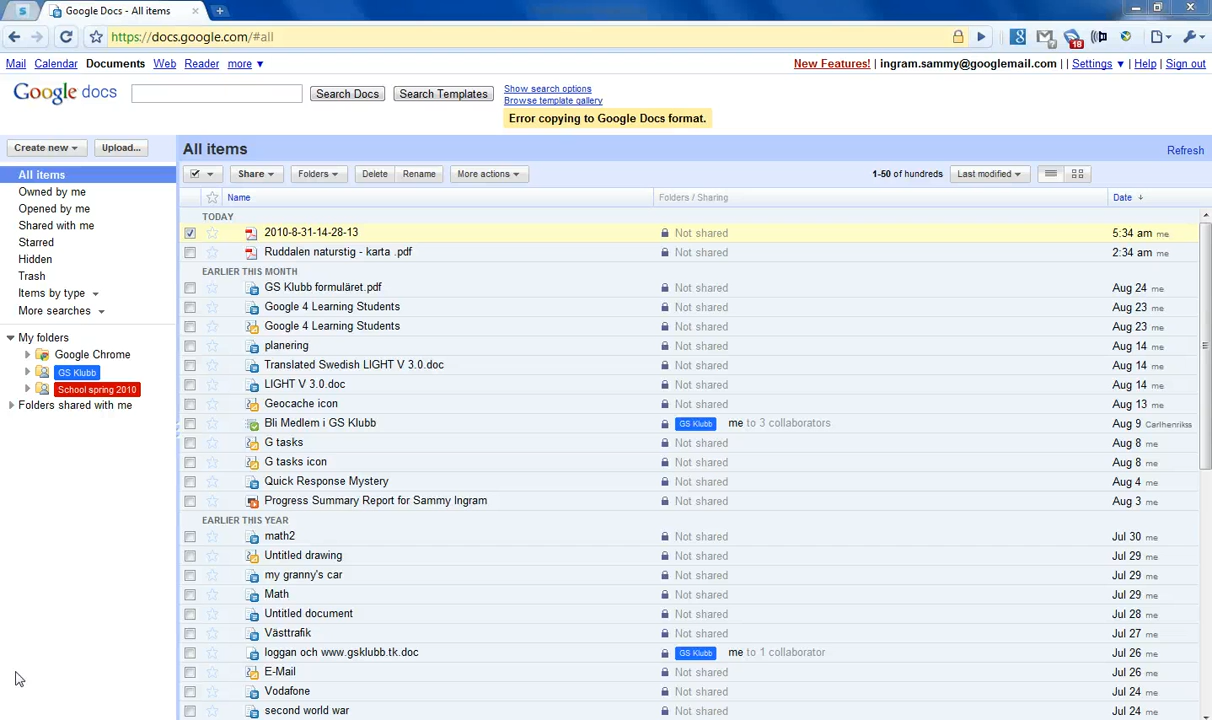 Google Docs - All items
https://docs.google.com/#all
18
Mail Calendar Documents Web Reader more ▼
New Features! | ingram.sammy@googlemail.com | | Settings ▼ | Help | Sign out
Google docs
Search Docs Search Templates
Show search options
Browse template gallery
Error copying to Google Docs format.
Create new Upload...
All items
Refresh
All items
Owned by me
Opened by me
Shared with me
Starred
Hidden
Trash
Items by type
More searches
My folders
Google Chrome
GS Klubb
School spring 2010
Folders shared with me
Share Folders Delete Rename More actions
1-50 of hundreds Last modified
Name Folders / Sharing Date
TODAY
2010-8-31-14-28-13 Not shared 5:34 am me
Ruddalen naturstig - karta .pdf Not shared 2:34 am me
EARLIER THIS MONTH
GS Klubb formuläret.pdf Not shared Aug 24 me
Google 4 Learning Students Not shared Aug 23 me
Google 4 Learning Students Not shared Aug 23 me
planering Not shared Aug 14 me
Translated Swedish LIGHT V 3.0.doc Not shared Aug 14 me
LIGHT V 3.0.doc Not shared Aug 14 me
Geocache icon Not shared Aug 13 me
Bli Medlem i GS Klubb GS Klubb me to 3 collaborators Aug 9 Carlhenrikss
G tasks Not shared Aug 8 me
G tasks icon Not shared Aug 8 me
Quick Response Mystery Not shared Aug 4 me
Progress Summary Report for Sammy Ingram Not shared Aug 3 me
EARLIER THIS YEAR
math2 Not shared Jul 30 me
Untitled drawing Not shared Jul 29 me
my granny's car Not shared Jul 29 me
Math Not shared Jul 29 me
Untitled document Not shared Jul 28 me
Västtrafik Not shared Jul 27 me
loggan och www.gsklubb.tk.doc GS Klubb me to 1 collaborator Jul 26 me
E-Mail Not shared Jul 26 me
Vodafone Not shared Jul 24 me
second world war Not shared Jul 24 me